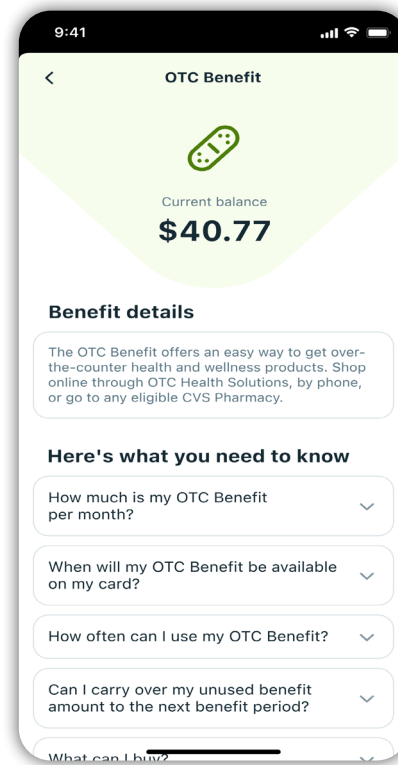 9:41
OTC Benefit
Current balance
$40.77
Benefit details
The OTC Benefit offers an easy way to get over-
the-counter health and wellness products. Shop
online through OTC Health Solutions, by phone,
or go to any eligible CVS Pharmacy.
Here's what you need to know
How much is my OTC Benefit
per month?
When will my OTC Benefit be available
on my card?
How often can I use my OTC Benefit?
Can I carry over my unused benefit
amount to the next benefit period?
What can I buy?